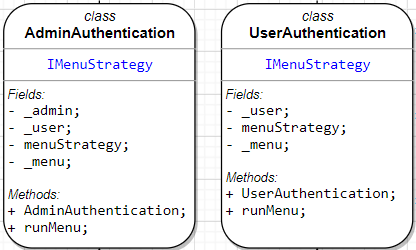 class
AdminAuthentication
IMenuStrategy
Fields:
- _admin;
- _user;
- menuStrategy;
- _menu;
Methods:
+ AdminAuthentication;
+ runMenu;
class
UserAuthentication
IMenuStrategy
Fields:
- _user;
- menuStrategy;
- _menu;
Methods:
+ UserAuthentication;
+ runMenu;